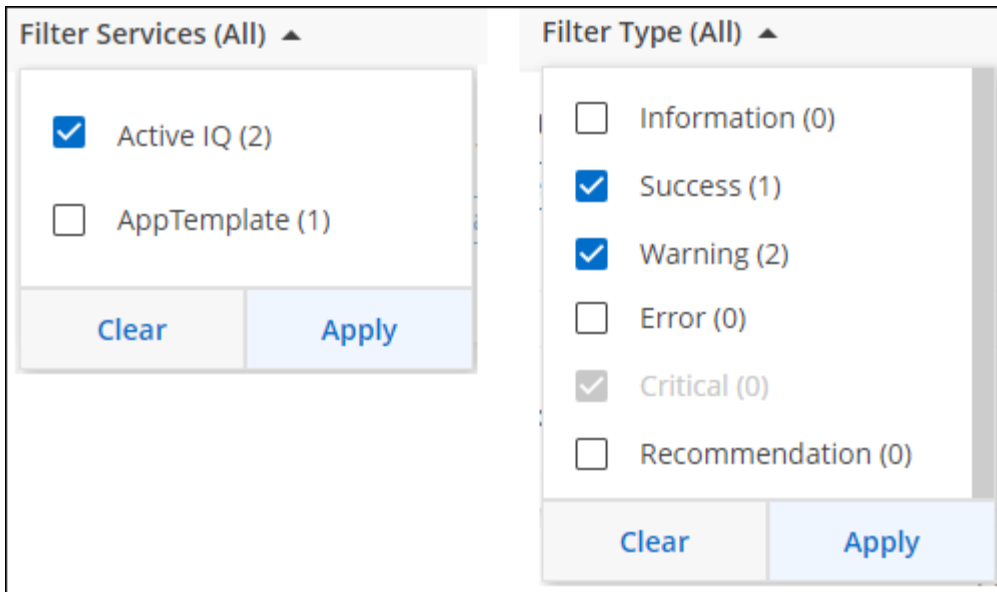 Filter Services (All)
Active IQ (2)
AppTemplate (1)
Clear
Apply
Filter Type (All)
Information (0)
Success (1)
Warning (2)
Error (0)
Critical (0)
Recommendation (0)
Clear
Apply